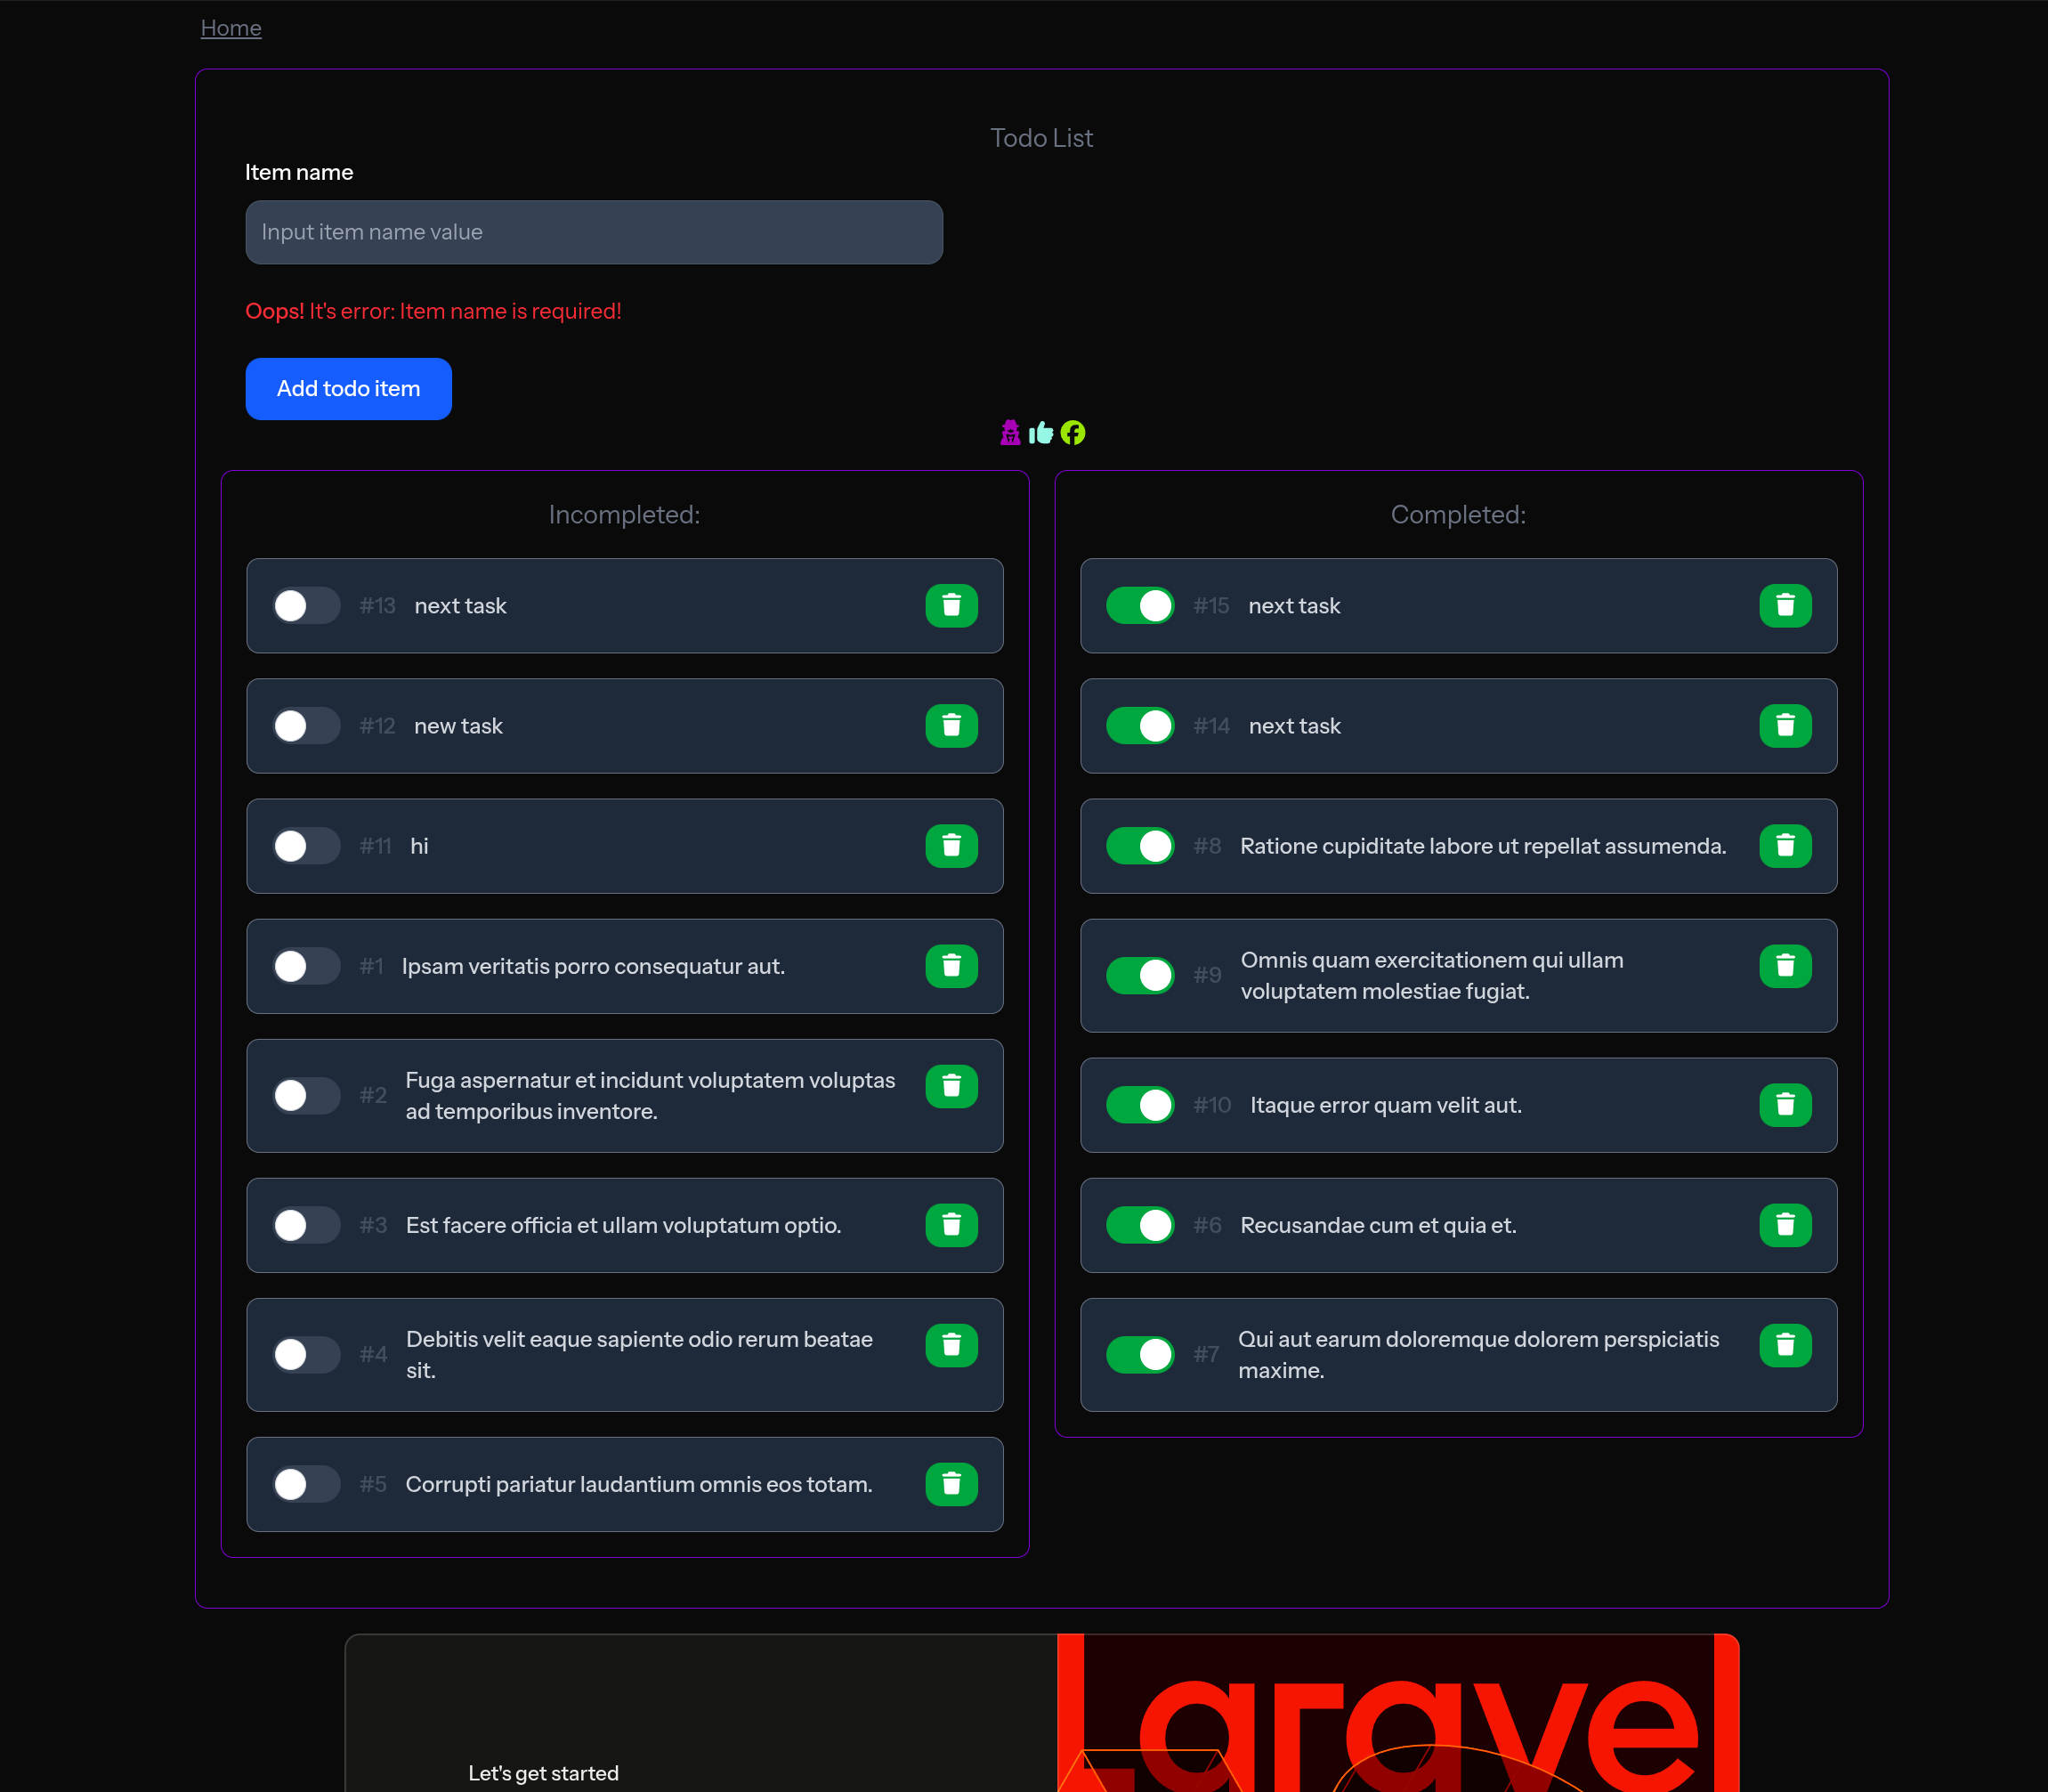 Home
Todo List
Item name
Input item name value
Oops! It's error: Item name is required!
Add todo item
Incompleted:
#13 next task
#12 new task
#11 hi
#1 Ipsam veritatis porro consequatur aut.
#2 Fuga aspernatur et incidunt voluptatem voluptas
ad temporibus inventore.
#3 Est facere officia et ullam voluptatum optio.
#4 Debitis velit eaque sapiente odio rerum beatae
sit.
#5 Corrupti pariatur laudantium omnis eos totam.
Completed:
#15 next task
#14 next task
#8 Ratione cupiditate labore ut repellat assumenda.
#9 Omnis quam exercitationem qui ullam
voluptatem molestiae fugiat.
#10 Itaque error quam velit aut.
#6 Recusandae cum et quia et.
#7 Qui aut earum doloremque dolorem perspiciatis
maxime.
Let's get started
Laravel